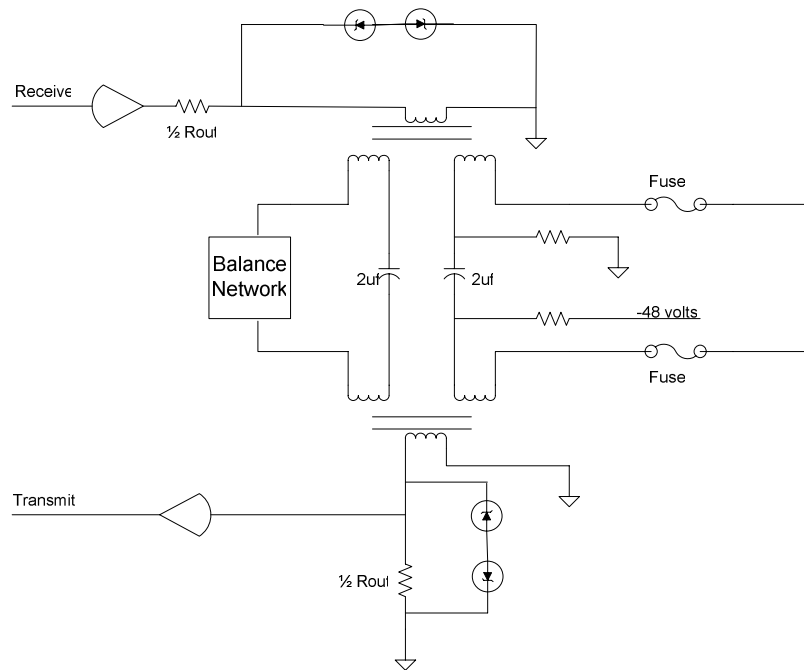 Receive
½ Rout
Fuse
Balance
Network
2uf
2uf
-48 volts
Fuse
Transmit
½ Rout